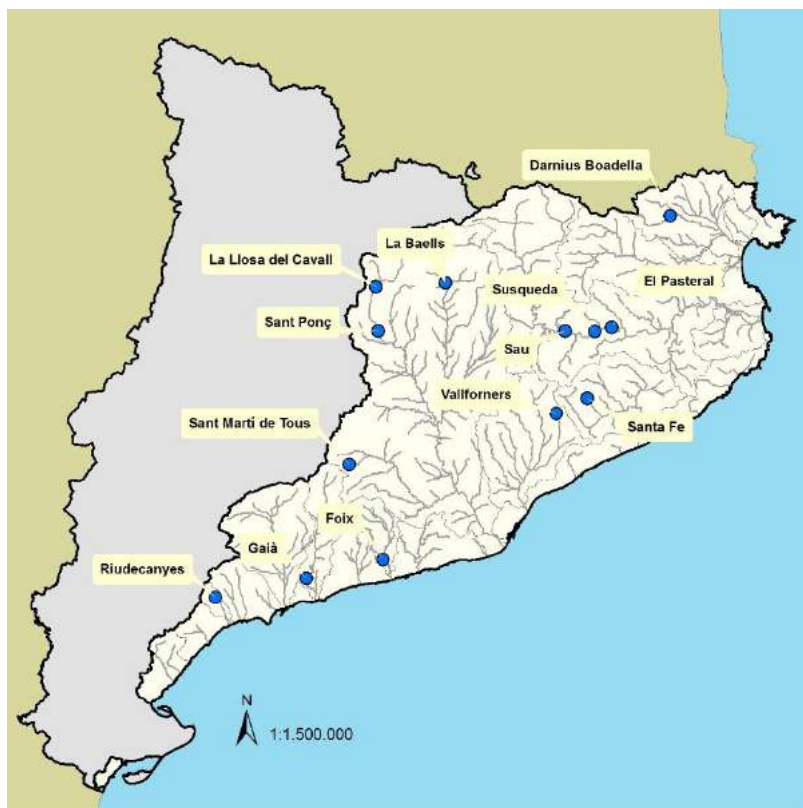 Darnius Boadella
La Baells
La Llosa del Cavall
El Pasteral
Susqueda
Sant Ponç
Sau
Vallforners
Sant Martí de Tous
Santa Fe
Foix
Gaià
Riudecanyes
N
1:1.500.000